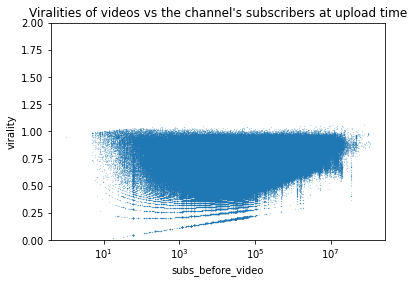 Viralities of videos vs the channel's subscribers at upload time
2.00
1.75
1.50
1.25
1.00
0.75
0.50
0.25
0.00
virality
10¹ 10³ 10⁵ 10⁷
subs_before_video